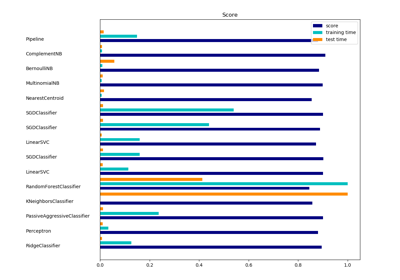 Score
score
training time
test time
Pipeline
ComplementNB
BernoulliNB
MultinomialNB
NearestCentroid
SGDClassifier
SGDClassifier
LinearSVC
SGDClassifier
LinearSVC
RandomForestClassifier
KNeighborsClassifier
PassiveAggressiveClassifier
Perceptron
RidgeClassifier
0.0 0.2 0.4 0.6 0.8 1.0